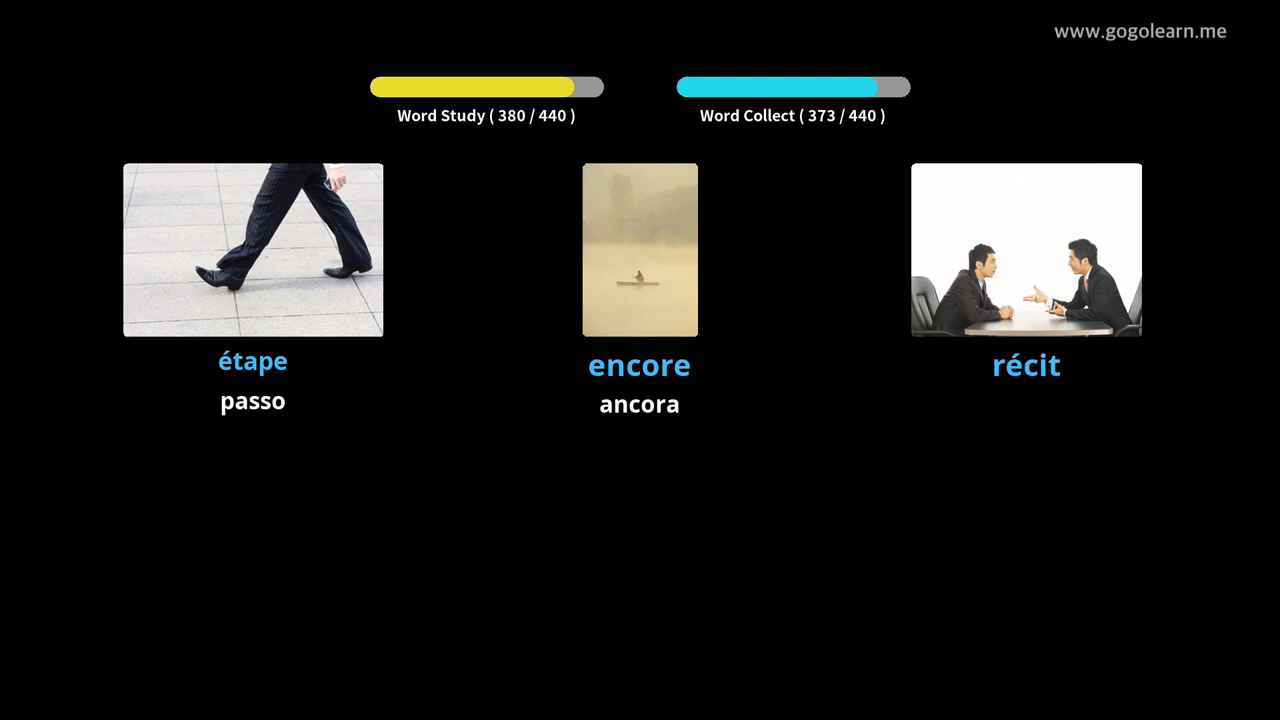 www.gogolearn.me
Word Study ( 380 / 440 )
Word Collect ( 373 / 440 )
étape
encore
récit
passo
ancora